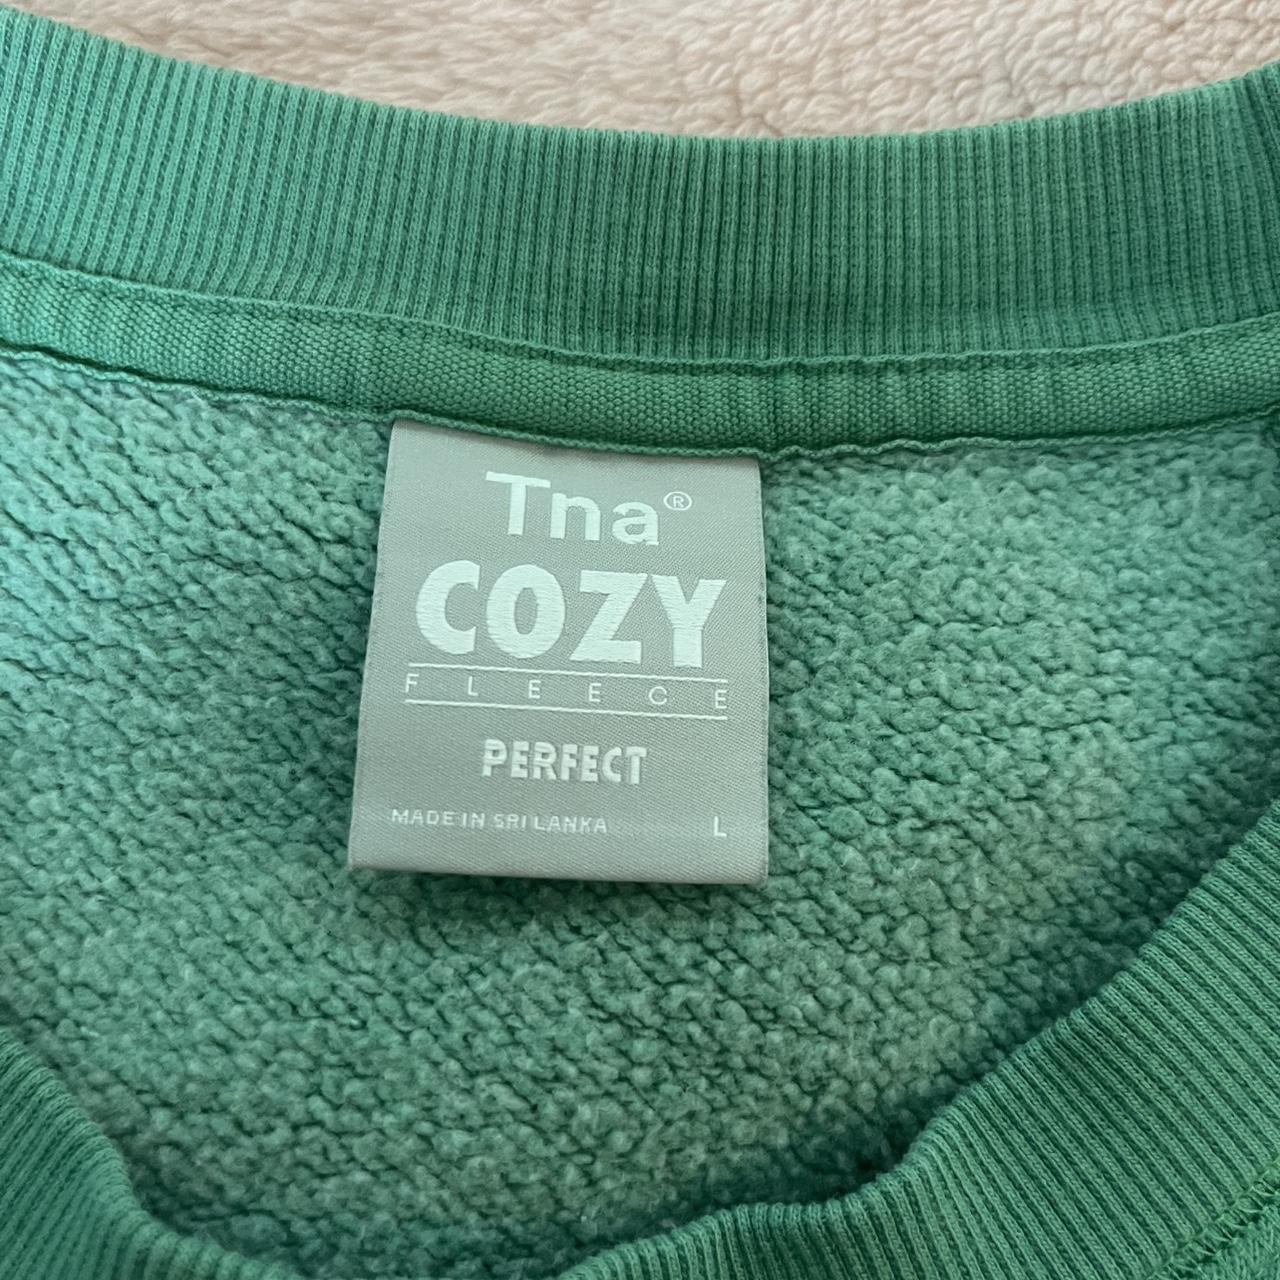 Tna®
COZY
FLEECE
PERFECT
MADE IN SRI LANKA L